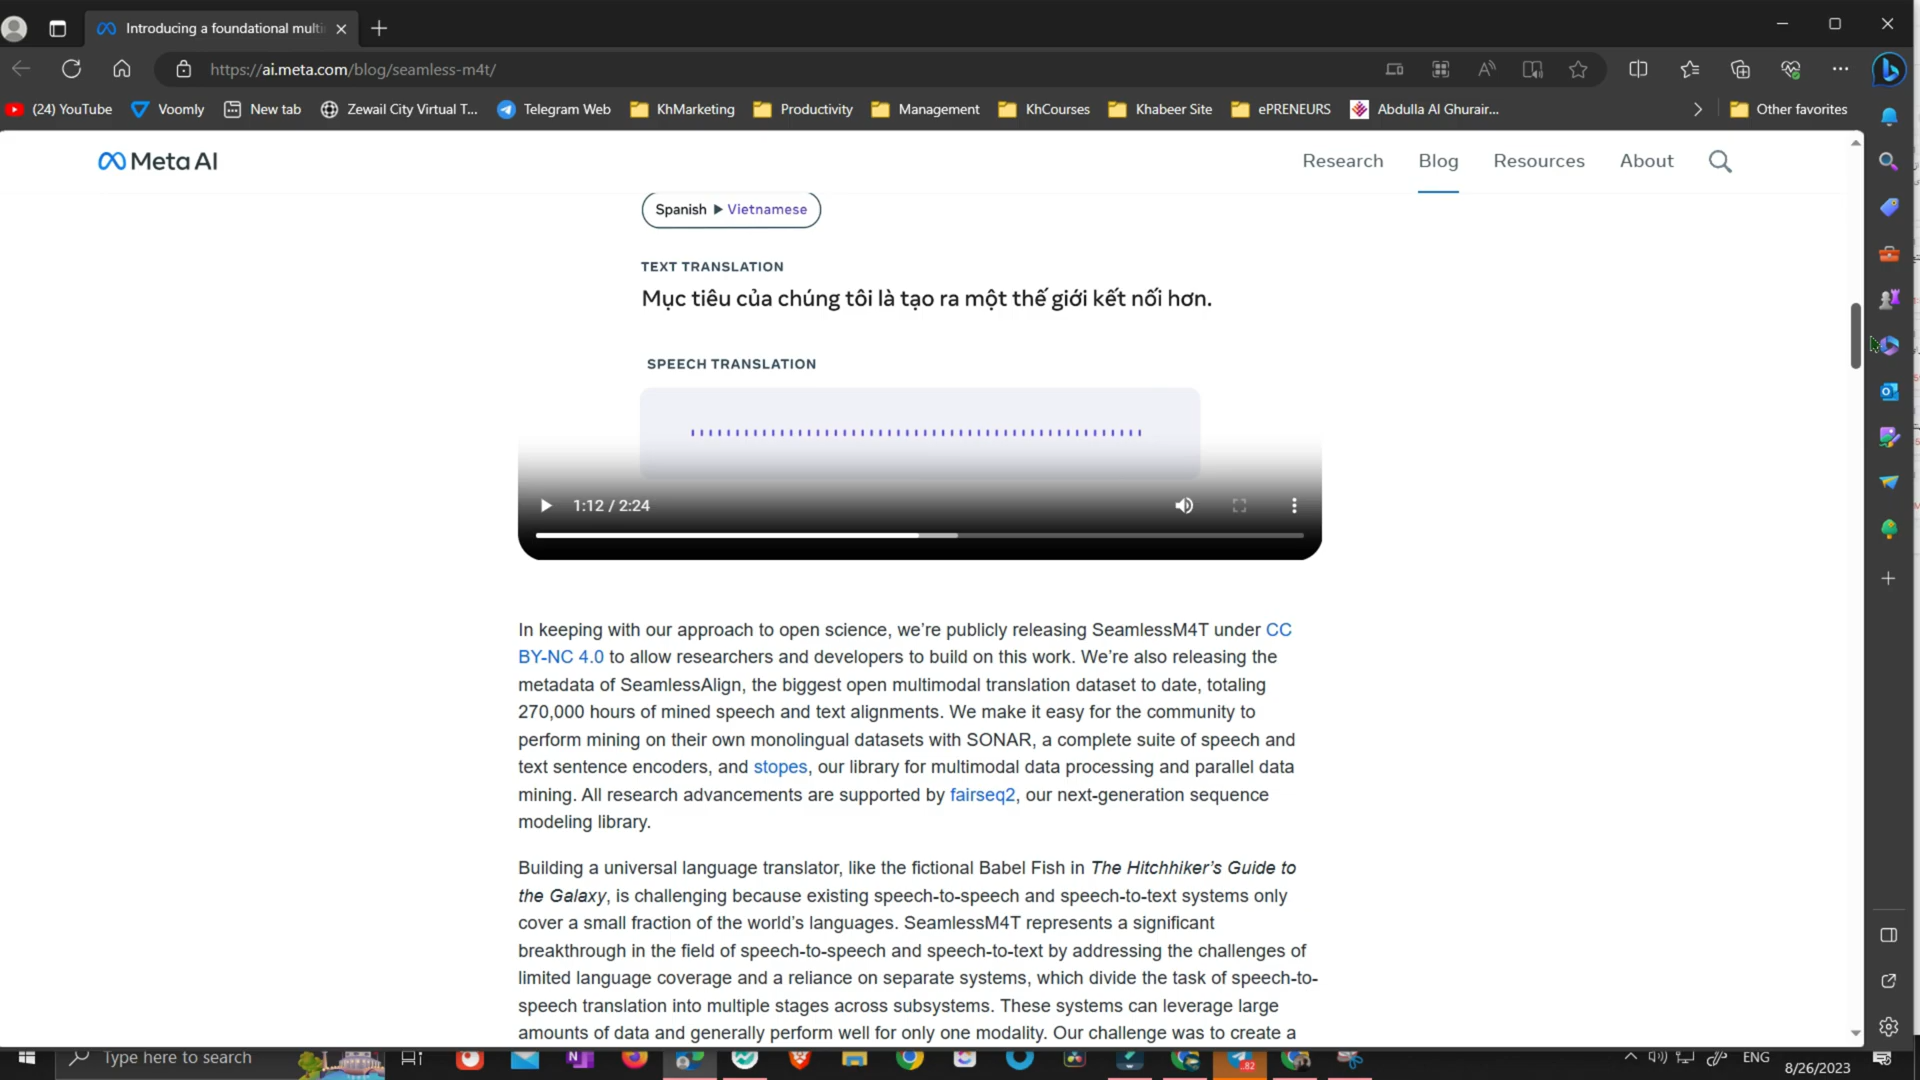 Introducing a foundational multi
https://ai.meta.com/blog/seamless-m4t/
(24) YouTube
Voomly
New tab
Zewail City Virtual T...
Telegram Web
KhMarketing
Productivity
Management
KhCourses
Khabeer Site
ePRENEURS
Abdulla Al Ghurair...
Other favorites
Meta AI
Research
Blog
Resources
About
Spanish ▶ Vietnamese
TEXT TRANSLATION
Mục tiêu của chúng tôi là tạo ra một thế giới kết nối hơn.
SPEECH TRANSLATION
1:12 / 2:24
In keeping with our approach to open science, we’re publicly releasing SeamlessM4T under CC
BY-NC 4.0 to allow researchers and developers to build on this work. We’re also releasing the
metadata of SeamlessAlign, the biggest open multimodal translation dataset to date, totaling
270,000 hours of mined speech and text alignments. We make it easy for the community to
perform mining on their own monolingual datasets with SONAR, a complete suite of speech and
text sentence encoders, and stopes, our library for multimodal data processing and parallel data
mining. All research advancements are supported by fairseq2, our next-generation sequence
modeling library.
Building a universal language translator, like the fictional Babel Fish in The Hitchhiker’s Guide to
the Galaxy, is challenging because existing speech-to-speech and speech-to-text systems only
cover a small fraction of the world’s languages. SeamlessM4T represents a significant
breakthrough in the field of speech-to-speech and speech-to-text by addressing the challenges of
limited language coverage and a reliance on separate systems, which divide the task of speech-to-
speech translation into multiple stages across subsystems. These systems can leverage large
amounts of data and generally perform well for only one modality. Our challenge was to create a
Type here to search
82
ENG
8/26/2023